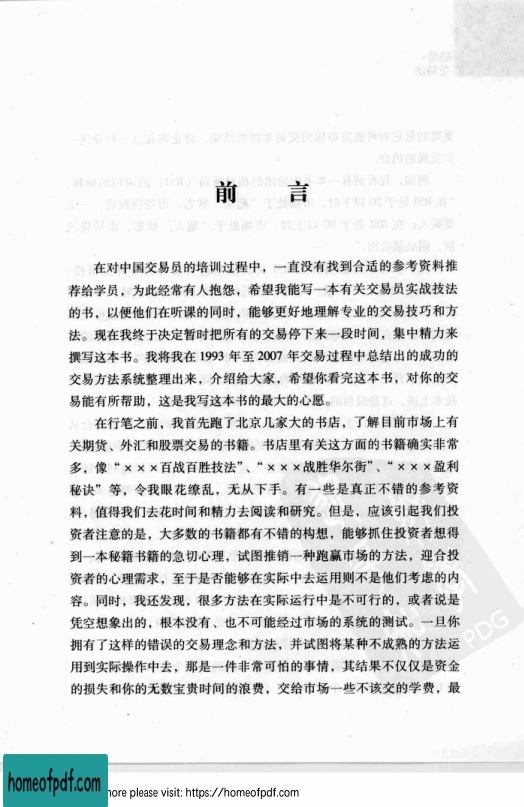 前 言
在对中国交易员的培训过程中，一直没有找到合适的参考资料推
荐给学员，为此经常有人抱怨，希望我能写一本有关交易员实战技法
的书，以便他们在听课的同时，能够更好地理解专业的交易技巧和方
法。现在我终于决定暂时把所有的交易停下来一段时间，集中精力来
撰写这本书。我将我在 1993 年至 2007 年交易过程中总结出的成功的
交易方法系统整理出来，介绍给大家，希望你看完这本书，对你的交
易能有所帮助，这是我写这本书的最大的心愿。
在行笔之前，我首先跑了北京几家大的书店，了解目前市场上有
关期货、外汇和股票交易的书籍。书店里有关这方面的书籍确实非常
多，像“×××百战百胜技法”、“×××战胜华尔街”、“×××盈利
秘诀”等，令我眼花缭乱，无从下手。有一些是真正不错的参考资
料，值得我们去花时间和精力去阅读和研究。但是，应该引起我们投
资者注意的是，大多数的书籍都有不错的构想，能够抓住投资者想得
到一本秘籍书籍的急切心理，试图推销一种跑赢市场的方法，迎合投
资者的心理需求，至于是否能够在实际中去运用则不是他们考虑的内
容。同时，我还发现，很多方法在实际运行中是不可行的，或者说是
凭空想象出的，根本没有、也不可能经过市场的系统的测试。一旦你
拥有了这样的错误的交易理念和方法，并试图将某种不成熟的方法运
用到实际操作中去，那是一件非常可怕的事情，其结果不仅仅是资金
的损失和你的无数宝贵时间的浪费，交给市场一些不该交的学费，最
PDG
homeofpdf.com
more please visit: https://homeofpdf.com